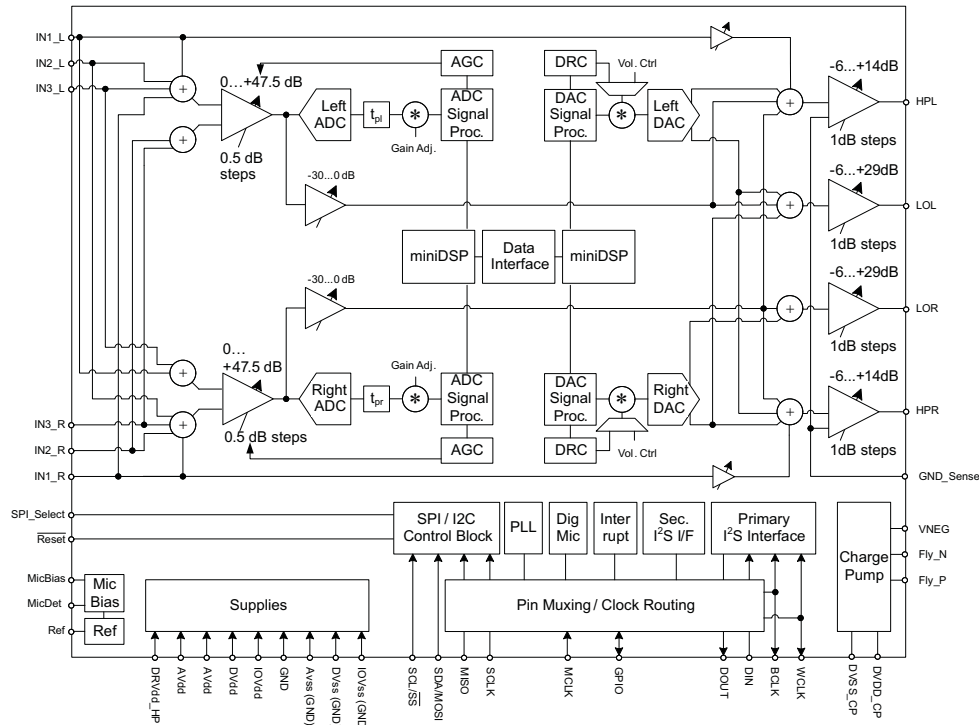 IN1_L
IN2_L
IN3_L
0…+47.5 dB
AGC
DRC
Vol. Ctrl
-6...+14dB
Left
ADC
tpl
*
Gain Adj.
ADC
Signal
Proc.
DAC
Signal
Proc.
*
Left
DAC
+
+
HPL
1dB steps
+
0.5 dB
steps
-30...0 dB
-6...+29dB
+
LOL
1dB steps
miniDSP
Data
Interface
miniDSP
-30...0 dB
-6...+29dB
+
LOR
1dB steps
0…
+47.5 dB
+
Gain Adj.
Right
ADC
tpr
*
ADC
Signal
Proc.
DAC
Signal
Proc.
*
Right
DAC
-6...+14dB
+
+
HPR
1dB steps
IN3_R
IN2_R
IN1_R
0.5 dB steps
AGC
DRC
Vol. Ctrl
GND_Sense
SPI_Select
Reset
SPI / I2C
Control Block
PLL
Dig
Mic
Inter
rupt
Sec.
I2S I/F
Primary
I2S Interface
Charge
Pump
VNEG
Fly_N
Fly_P
MicBias
MicDet
Ref
Mic
Bias
Ref
Supplies
Pin Muxing / Clock Routing
DRVdd_HP
AVdd
AVdd
DVdd
IOVdd
GND
AVss (GND)
DVss (GND
IOVss (GND
SCL/SS
SDA/MOSI
MISO
SCLK
MCLK
GPIO
DOUT
DIN
BCLK
WCLK
DVSS_CP
DVDD_CP